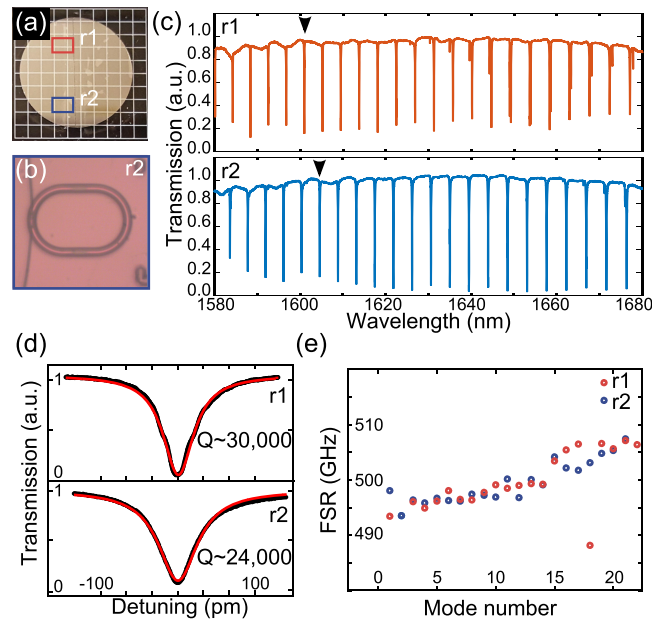 (a)
r1
r2
(b)
r2
(c)
r1
1.0
0.8
0.6
0.4
0.2
r2
1.0
0.8
0.6
0.4
0.2
0.0
Transmission (a.u.)
1580
1600
1620
1640
1660
1680
Wavelength (nm)
(d)
1
r1
Q~30,000
0
1
r2
Q~24,000
0
-100
100
Transmission (a.u.)
Detuning (pm)
(e)
r1
r2
510
500
490
FSR (GHz)
0
5
10
15
20
Mode number